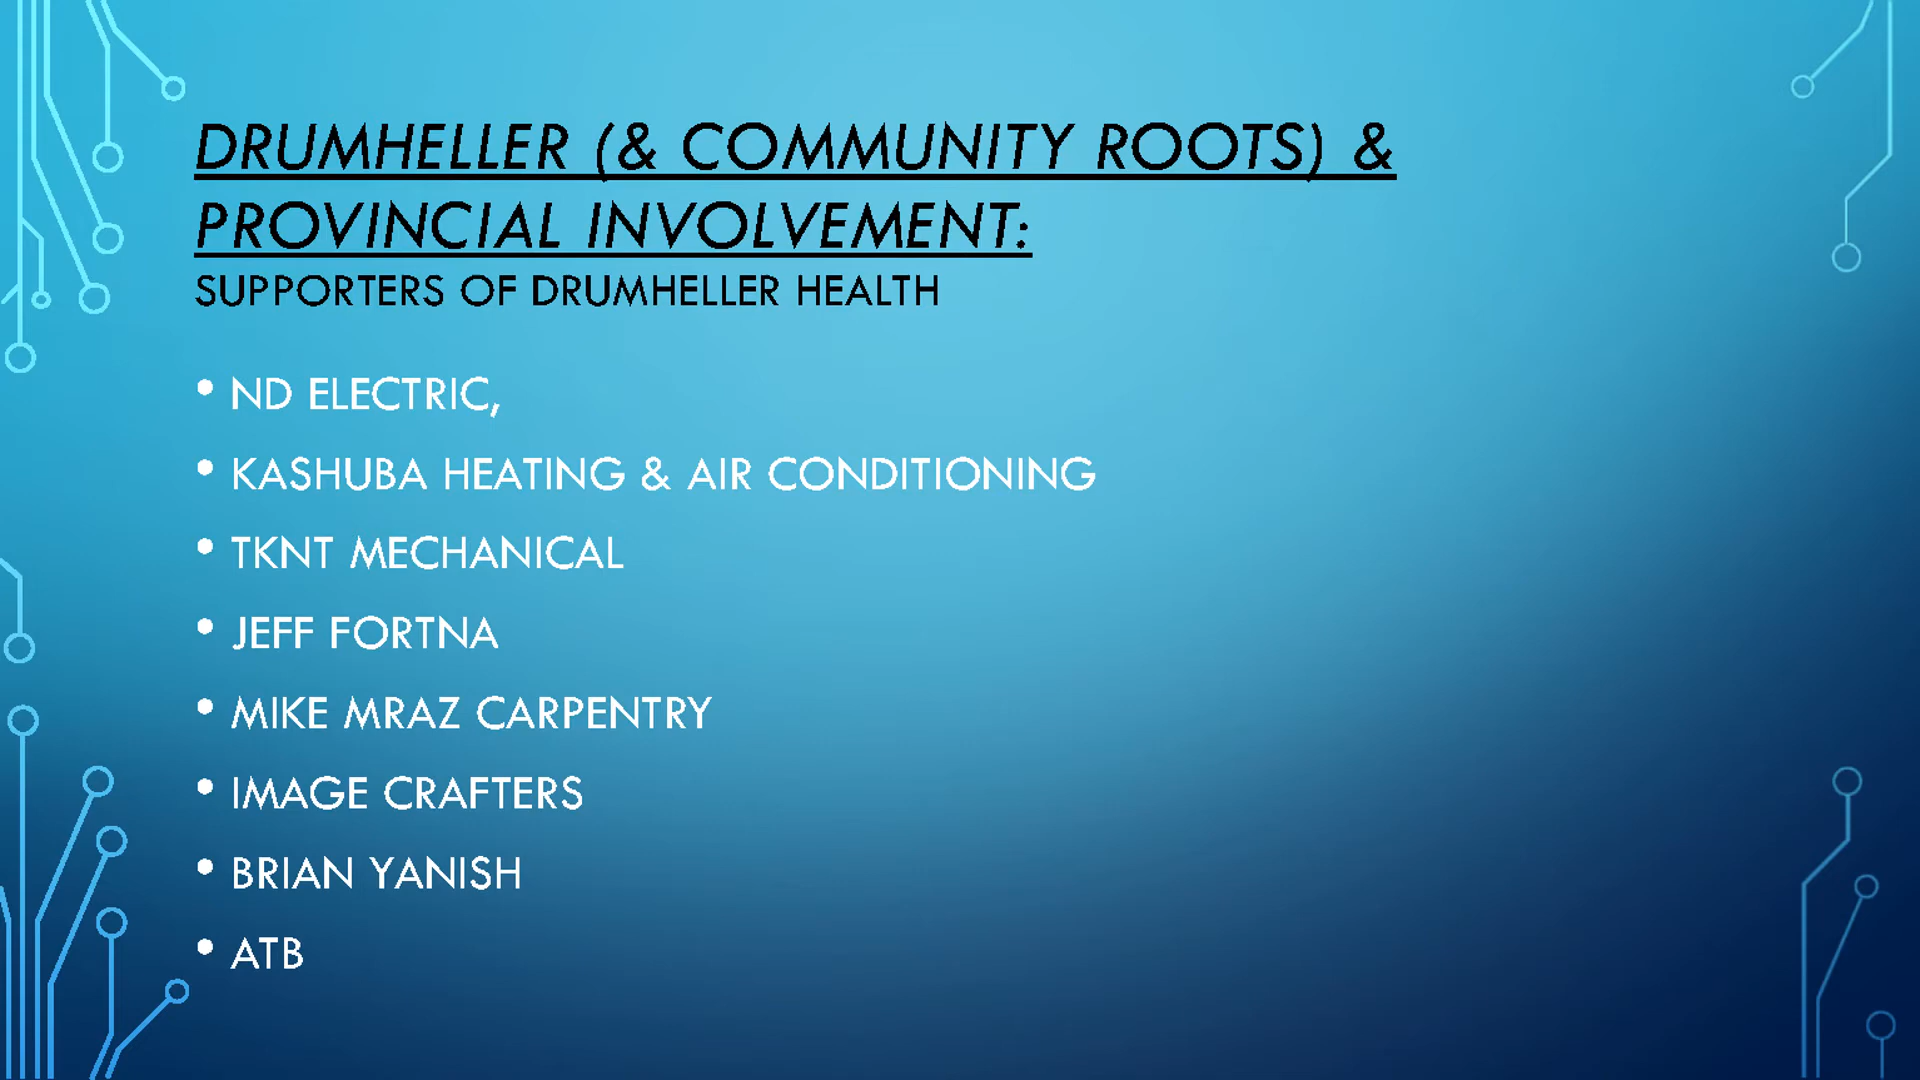 DRUMHELLER (& COMMUNITY ROOTS) &
PROVINCIAL INVOLVEMENT:
SUPPORTERS OF DRUMHELLER HEALTH
• ND ELECTRIC,
• KASHUBA HEATING & AIR CONDITIONING
• TKNT MECHANICAL
• JEFF FORTNA
• MIKE MRAZ CARPENTRY
• IMAGE CRAFTERS
• BRIAN YANISH
• ATB